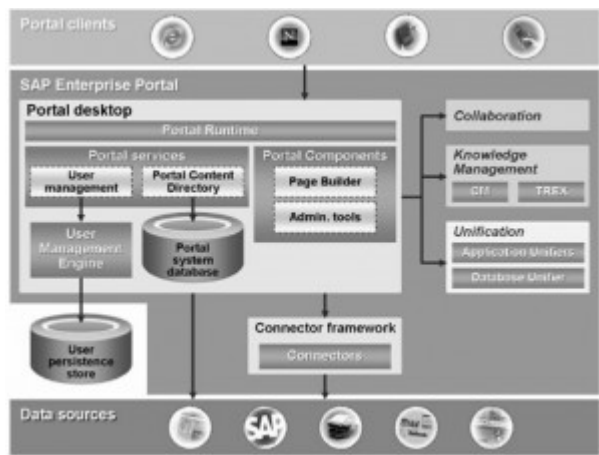 Portal clients
N
SAP Enterprise Portal
Portal desktop
Portal Runtime
Portal services
User
management
Portal Content
Directory
User
Management
Engine
Portal
system
database
Portal Components
Page Builder
Admin. tools
Collaboration
Knowledge
Management
CM
TREX
Unification
Application Unifiers
Database Unifier
User
persistence
store
Connector framework
Connectors
Data sources
SAP